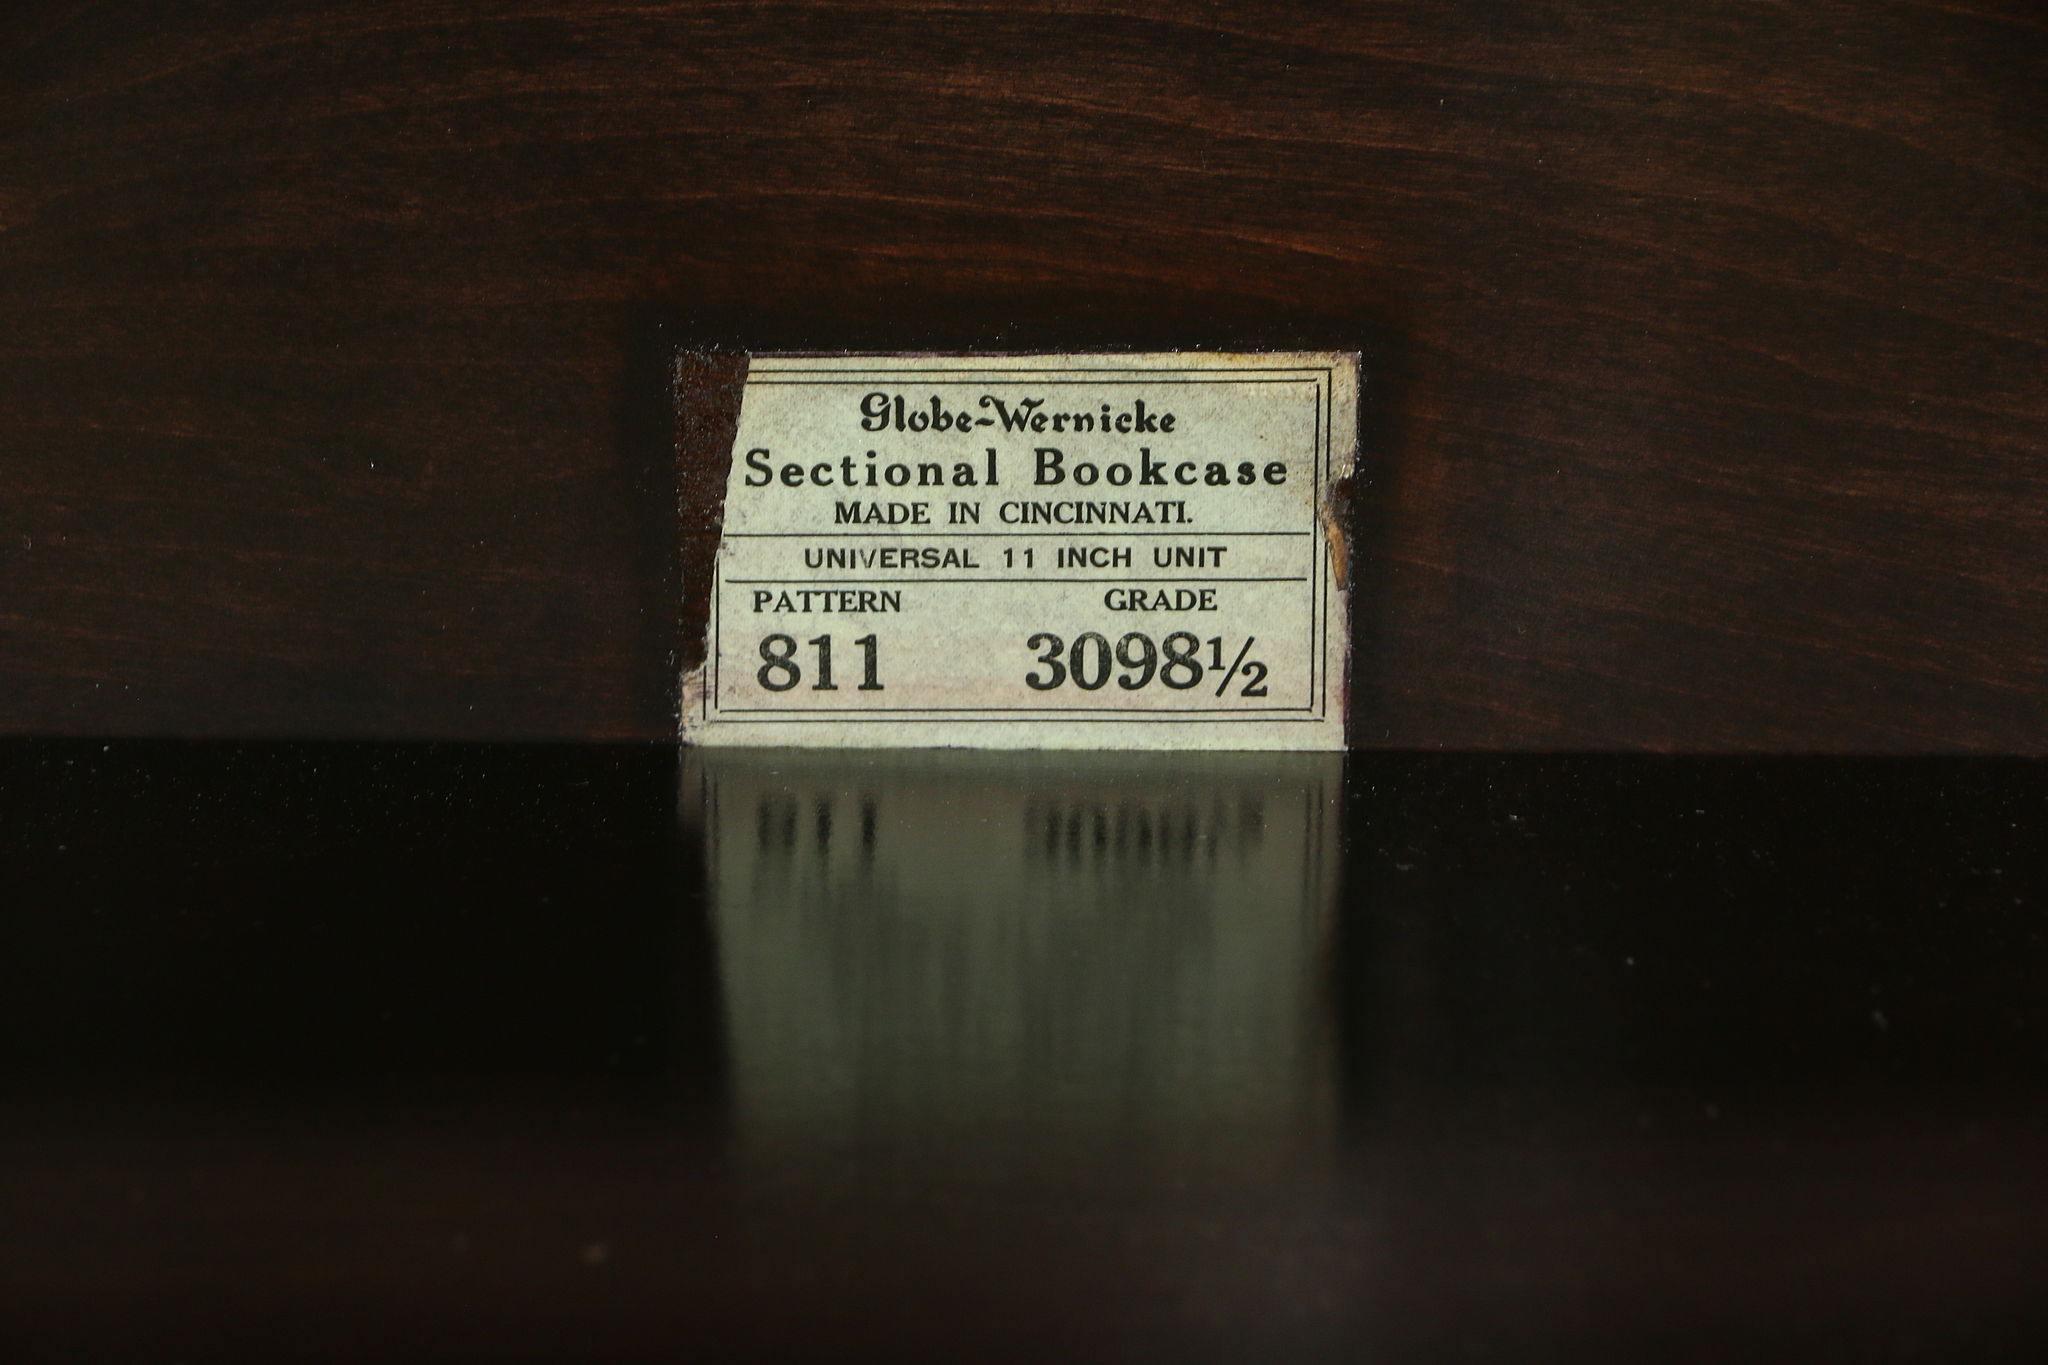 Globe-Wernicke
Sectional Bookcase
MADE IN CINCINNATI.
UNIVERSAL 11 INCH UNIT
PATTERN GRADE
811 3098½